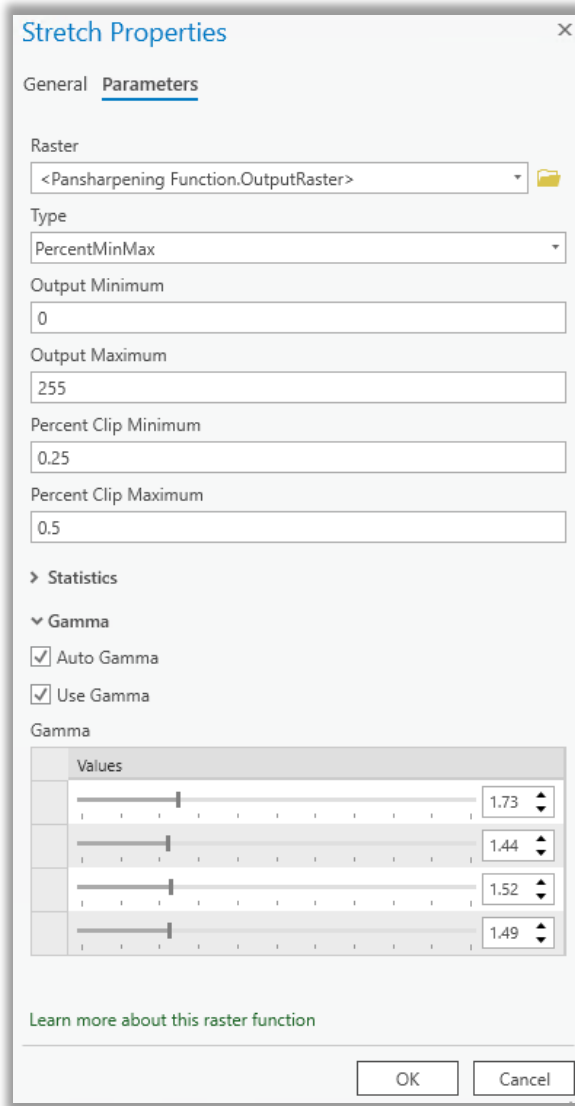 Stretch Properties
General Parameters
Raster
<Pansharpening Function.OutputRaster>
Type
PercentMinMax
Output Minimum
0
Output Maximum
255
Percent Clip Minimum
0.25
Percent Clip Maximum
0.5
Statistics
Gamma
Auto Gamma
Use Gamma
Gamma
Values
1.73
1.44
1.52
1.49
Learn more about this raster function
OK Cancel